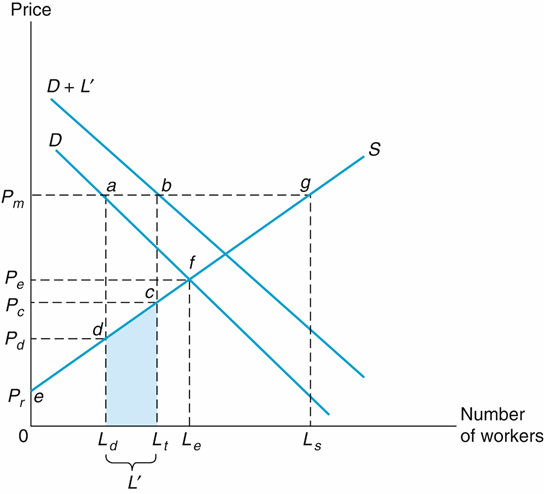 Price
D + L′
D
S
a
b
g
P_m
f
P_e
c
P_c
d
P_d
P_r
e
0
L_d
L_t
L_e
L_s
Number
of workers
L′